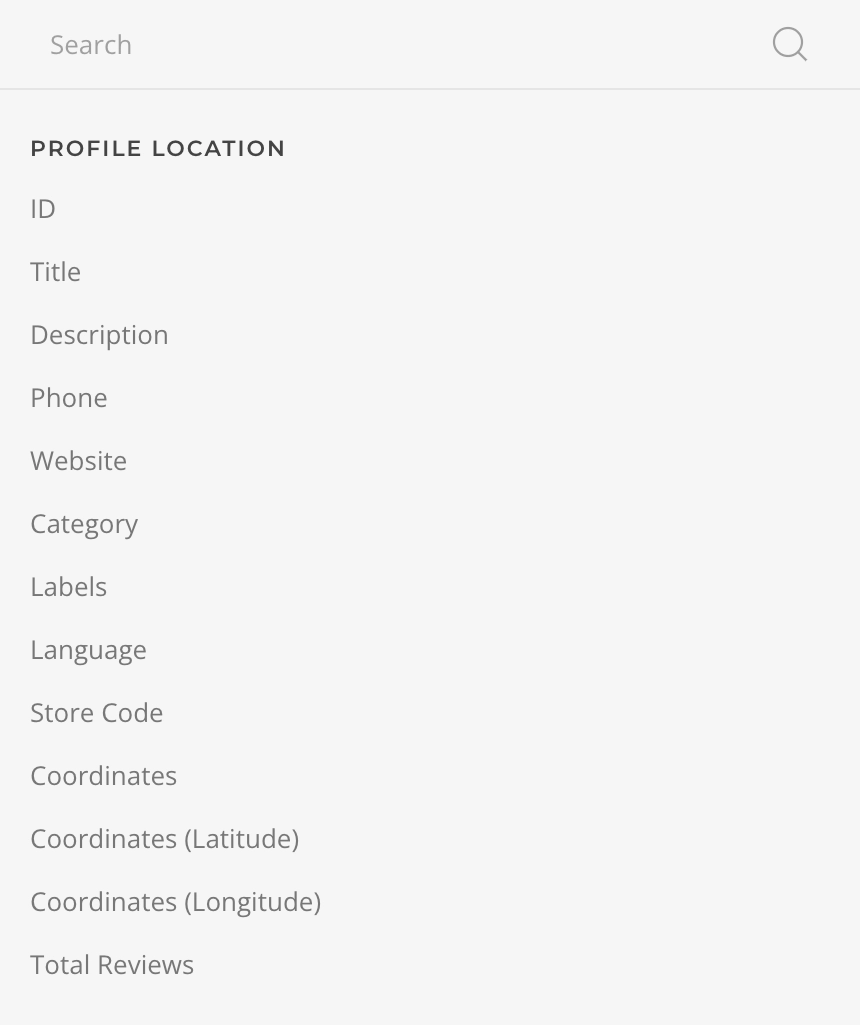 Search
PROFILE LOCATION
ID
Title
Description
Phone
Website
Category
Labels
Language
Store Code
Coordinates
Coordinates (Latitude)
Coordinates (Longitude)
Total Reviews